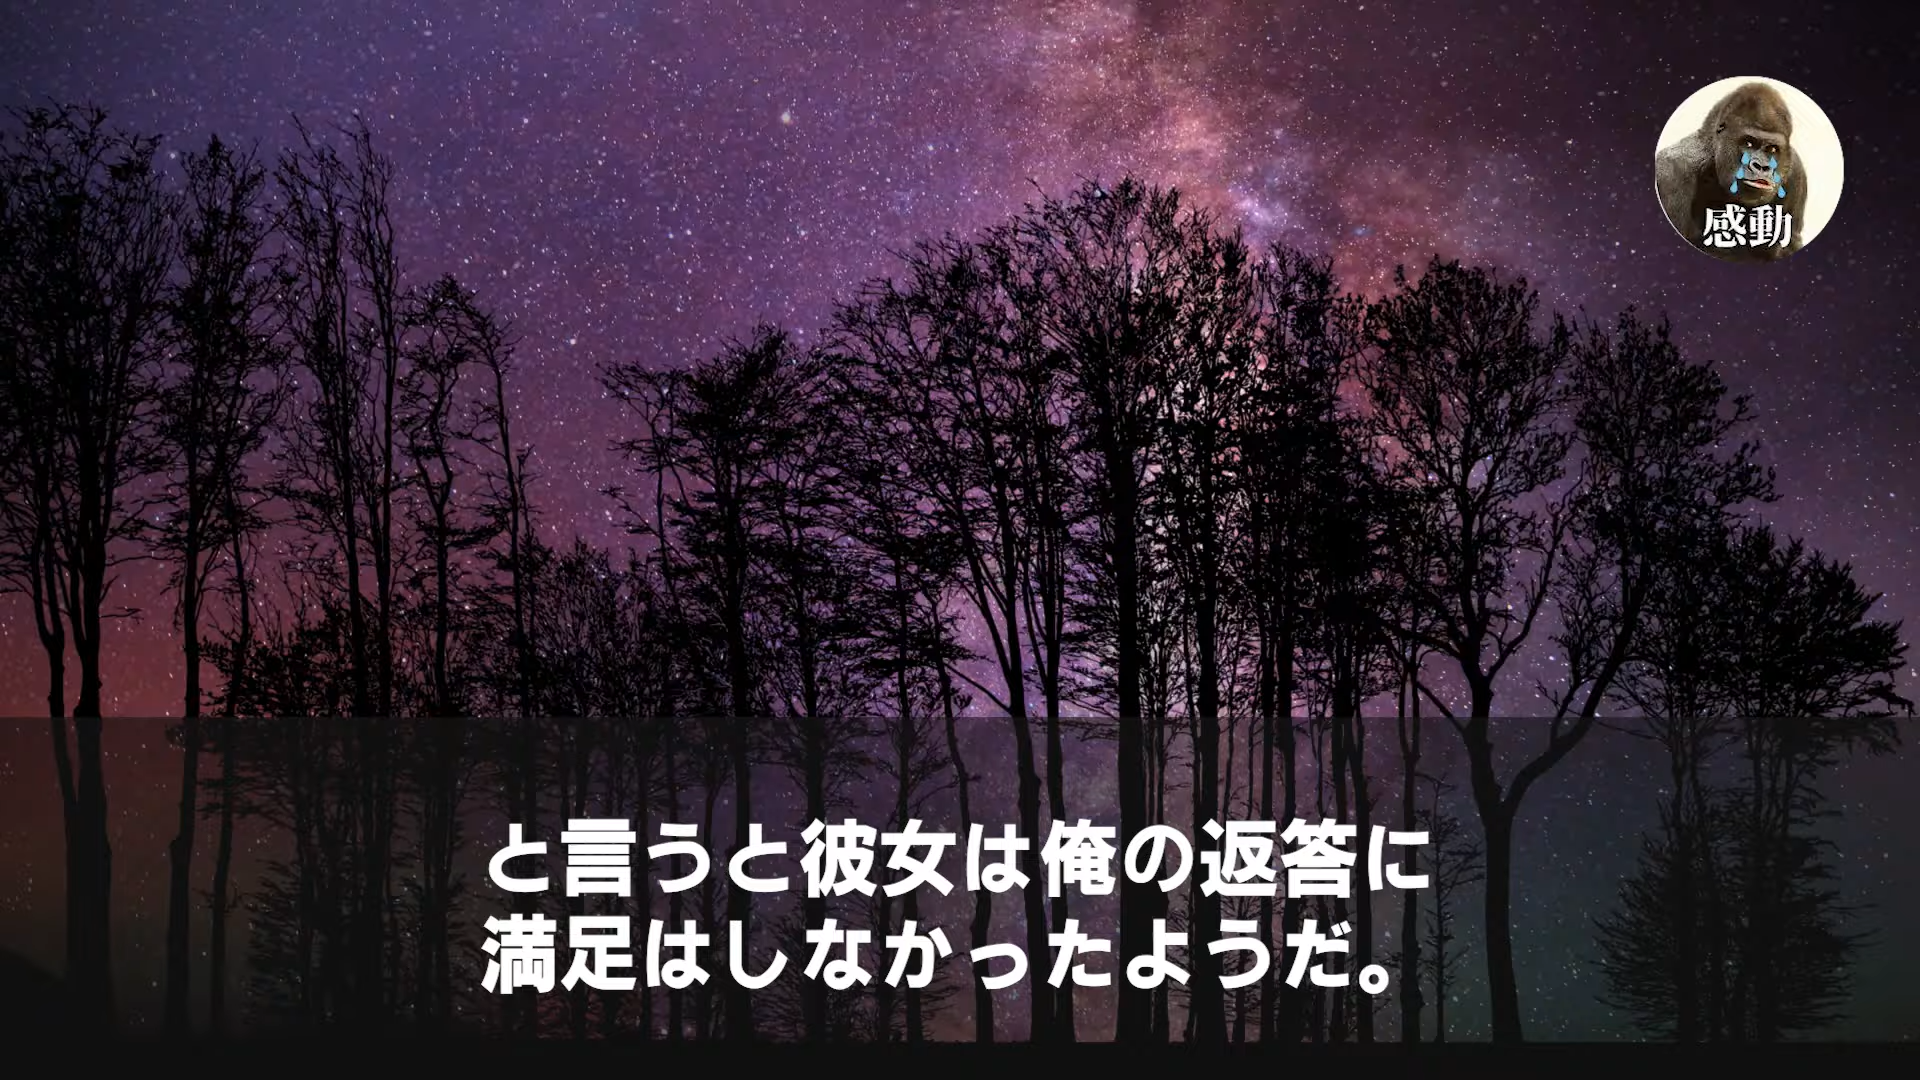 感動
と言うと彼女は俺の返答に
満足はしなかったようだ。